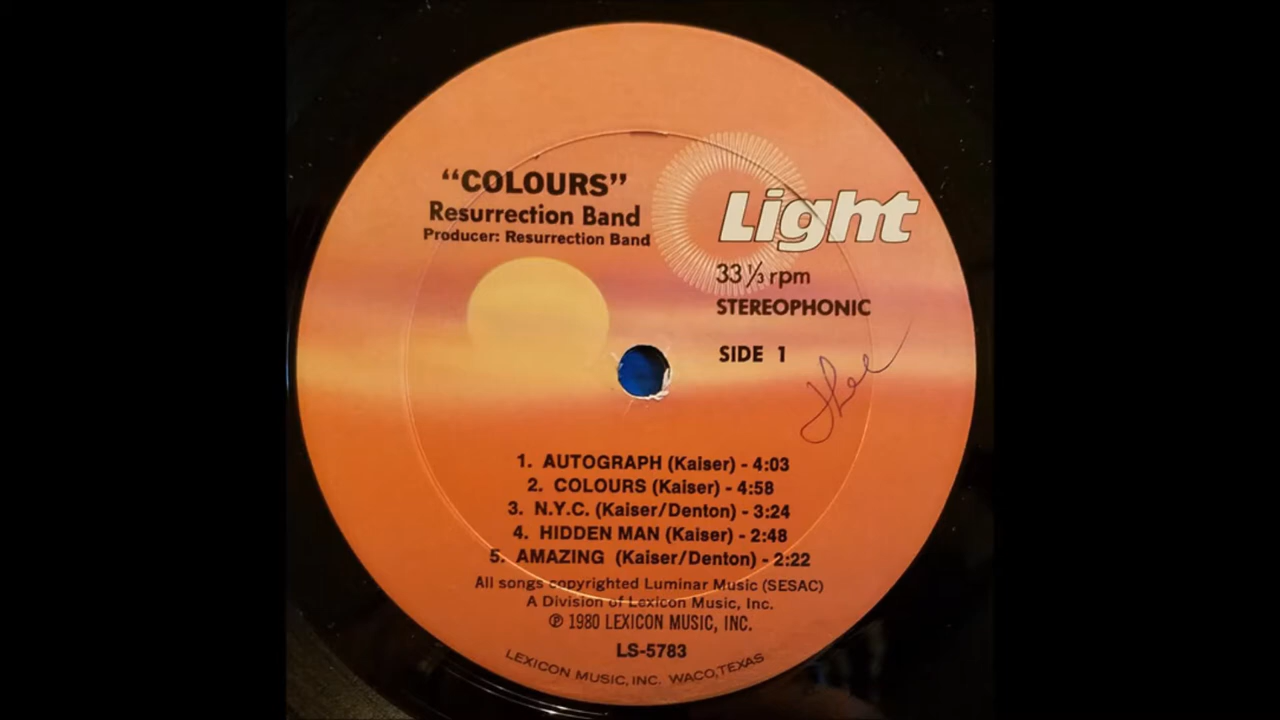 "COLOURS"
Resurrection Band
Producer: Resurrection Band
Light
33 1/3 rpm
STEREOPHONIC
SIDE 1
1. AUTOGRAPH (Kaiser) - 4:03
2. COLOURS (Kaiser) - 4:58
3. N.Y.C. (Kaiser/Denton) - 3:24
4. HIDDEN MAN (Kaiser) - 2:48
5. AMAZING (Kaiser/Denton) - 2:22
All songs copyrighted Luminar Music (SESAC)
A Division of Lexicon Music, Inc.
℗ 1980 LEXICON MUSIC, INC.
LS-5783
LEXICON MUSIC, INC. WACO, TEXAS